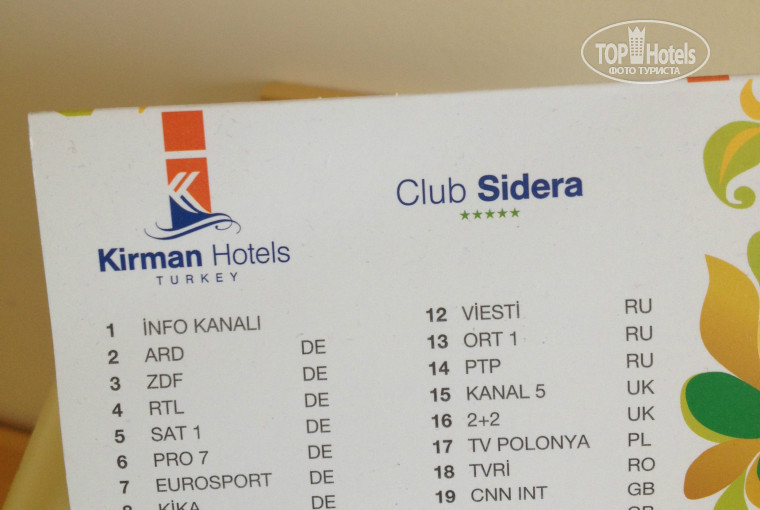 TOP Hotels
ФОТО ТУРИСТА
Kirman Hotels
TURKEY
Club Sidera
1 İNFO KANALI
2 ARD DE
3 ZDF DE
4 RTL DE
5 SAT 1 DE
6 PRO 7 DE
7 EUROSPORT DE
8 KİKA DE
12 VİESTİ RU
13 ORT 1 RU
14 PTP RU
15 KANAL 5 UK
16 2+2 UK
17 TV POLONYA PL
18 TVRİ RO
19 CNN INT GB